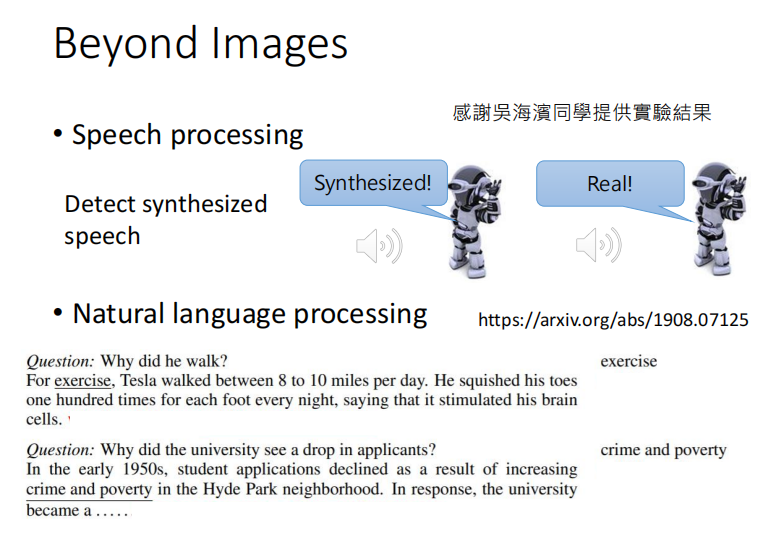 Beyond Images
感謝吳海濱同學提供實驗結果
• Speech processing
Synthesized!
Real!
Detect synthesized
speech
• Natural language processing
https://arxiv.org/abs/1908.07125
Question: Why did he walk?
exercise
For exercise, Tesla walked between 8 to 10 miles per day. He squished his toes
one hundred times for each foot every night, saying that it stimulated his brain
cells.
Question: Why did the university see a drop in applicants?
crime and poverty
In the early 1950s, student applications declined as a result of increasing
crime and poverty in the Hyde Park neighborhood. In response, the university
became a .....